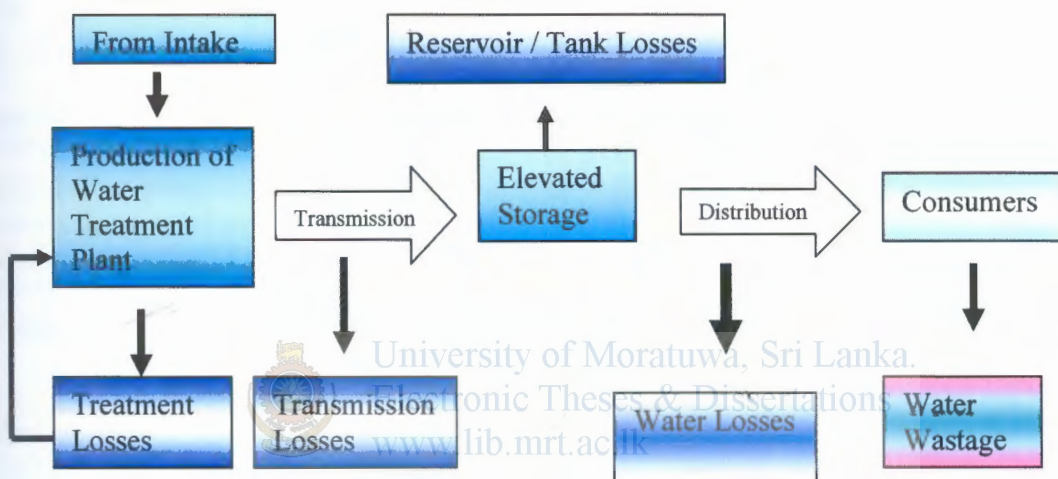 From Intake
Reservoir / Tank Losses
Production of
Water
Treatment
Plant
Transmission
Elevated
Storage
Distribution
Consumers
Treatment
Losses
Transmission
Losses
Water Losses
Water
Wastage
University of Moratuwa, Sri Lanka.
Electronic Theses & Dissertations
www.lib.mrt.ac.lk